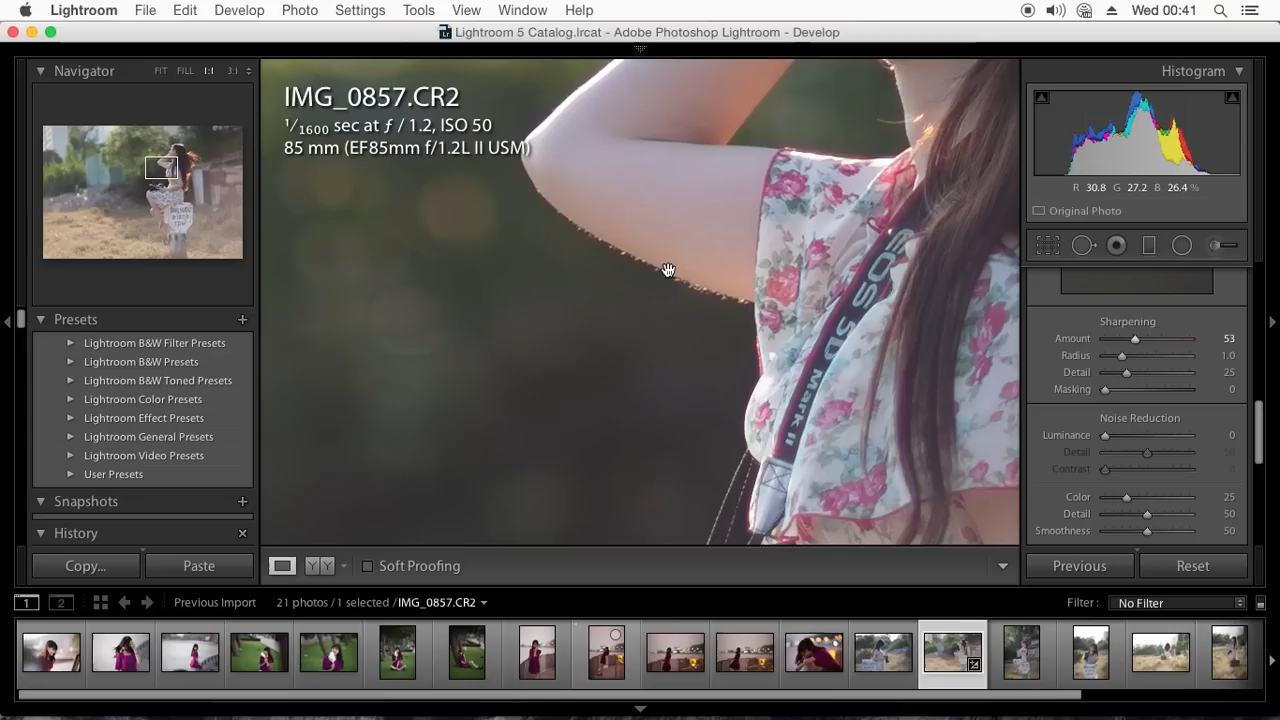 Lightroom File Edit Develop Photo Settings Tools View Window Help Wed 00:41
Lightroom 5 Catalog.lrcat - Adobe Photoshop Lightroom - Develop
Navigator FIT FILL 1:1 3:1
Presets
Lightroom B&W Filter Presets
Lightroom B&W Presets
Lightroom B&W Toned Presets
Lightroom Color Presets
Lightroom Effect Presets
Lightroom General Presets
Lightroom Video Presets
User Presets
Snapshots
History
Copy... Paste
IMG_0857.CR2
1/1600 sec at ƒ / 1.2, ISO 50
85 mm (EF85mm f/1.2L II USM)
EOS 5D Mark II
Soft Proofing
Histogram
R 30.8 G 27.2 B 26.4 %
Original Photo
Sharpening
Amount 53
Radius 1.0
Detail 25
Masking 0
Noise Reduction
Luminance 0
Detail 50
Contrast 0
Color 25
Detail 50
Smoothness 50
Previous Reset
1 2 Previous Import 21 photos / 1 selected / IMG_0857.CR2 Filter : No Filter